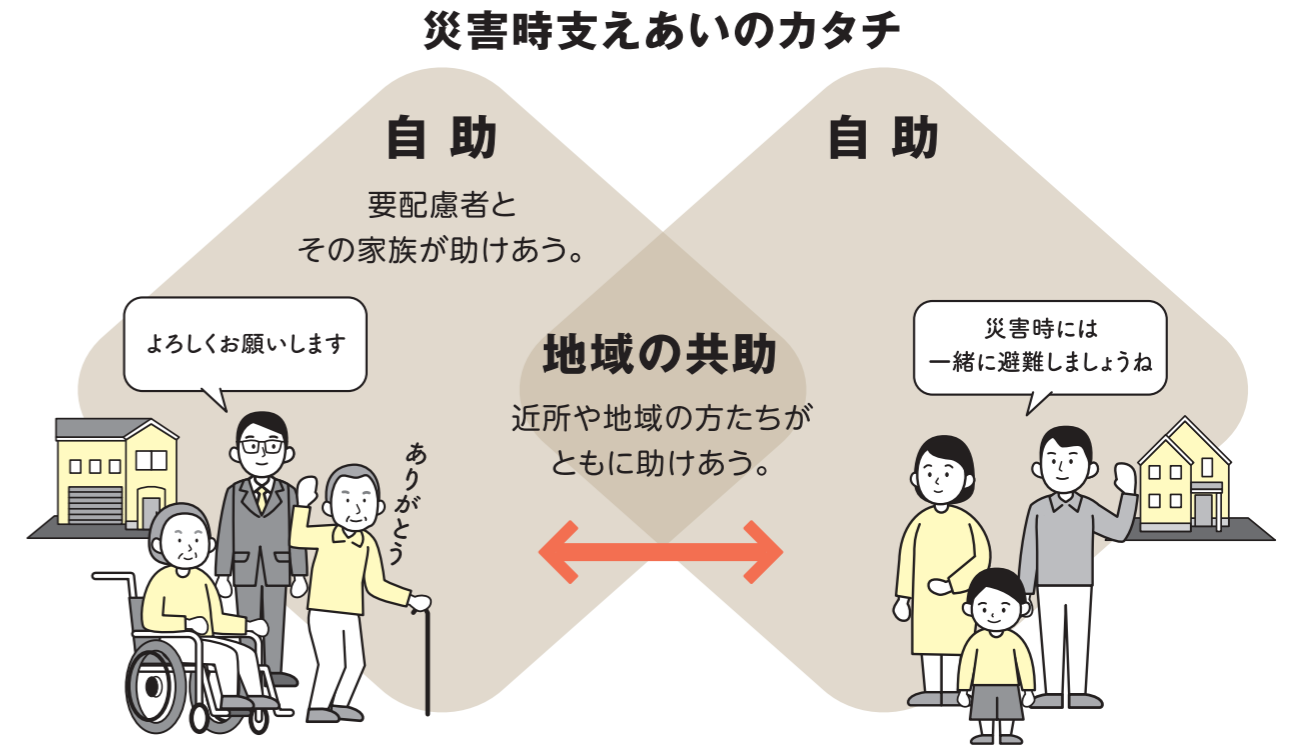 災害時支えあいのカタチ
自助
要配慮者と
その家族が助けあう。
自助
地域の共助
近所や地域の方たちが
ともに助けあう。
よろしくお願いします
ありがとう
災害時には
一緒に避難しましょうね